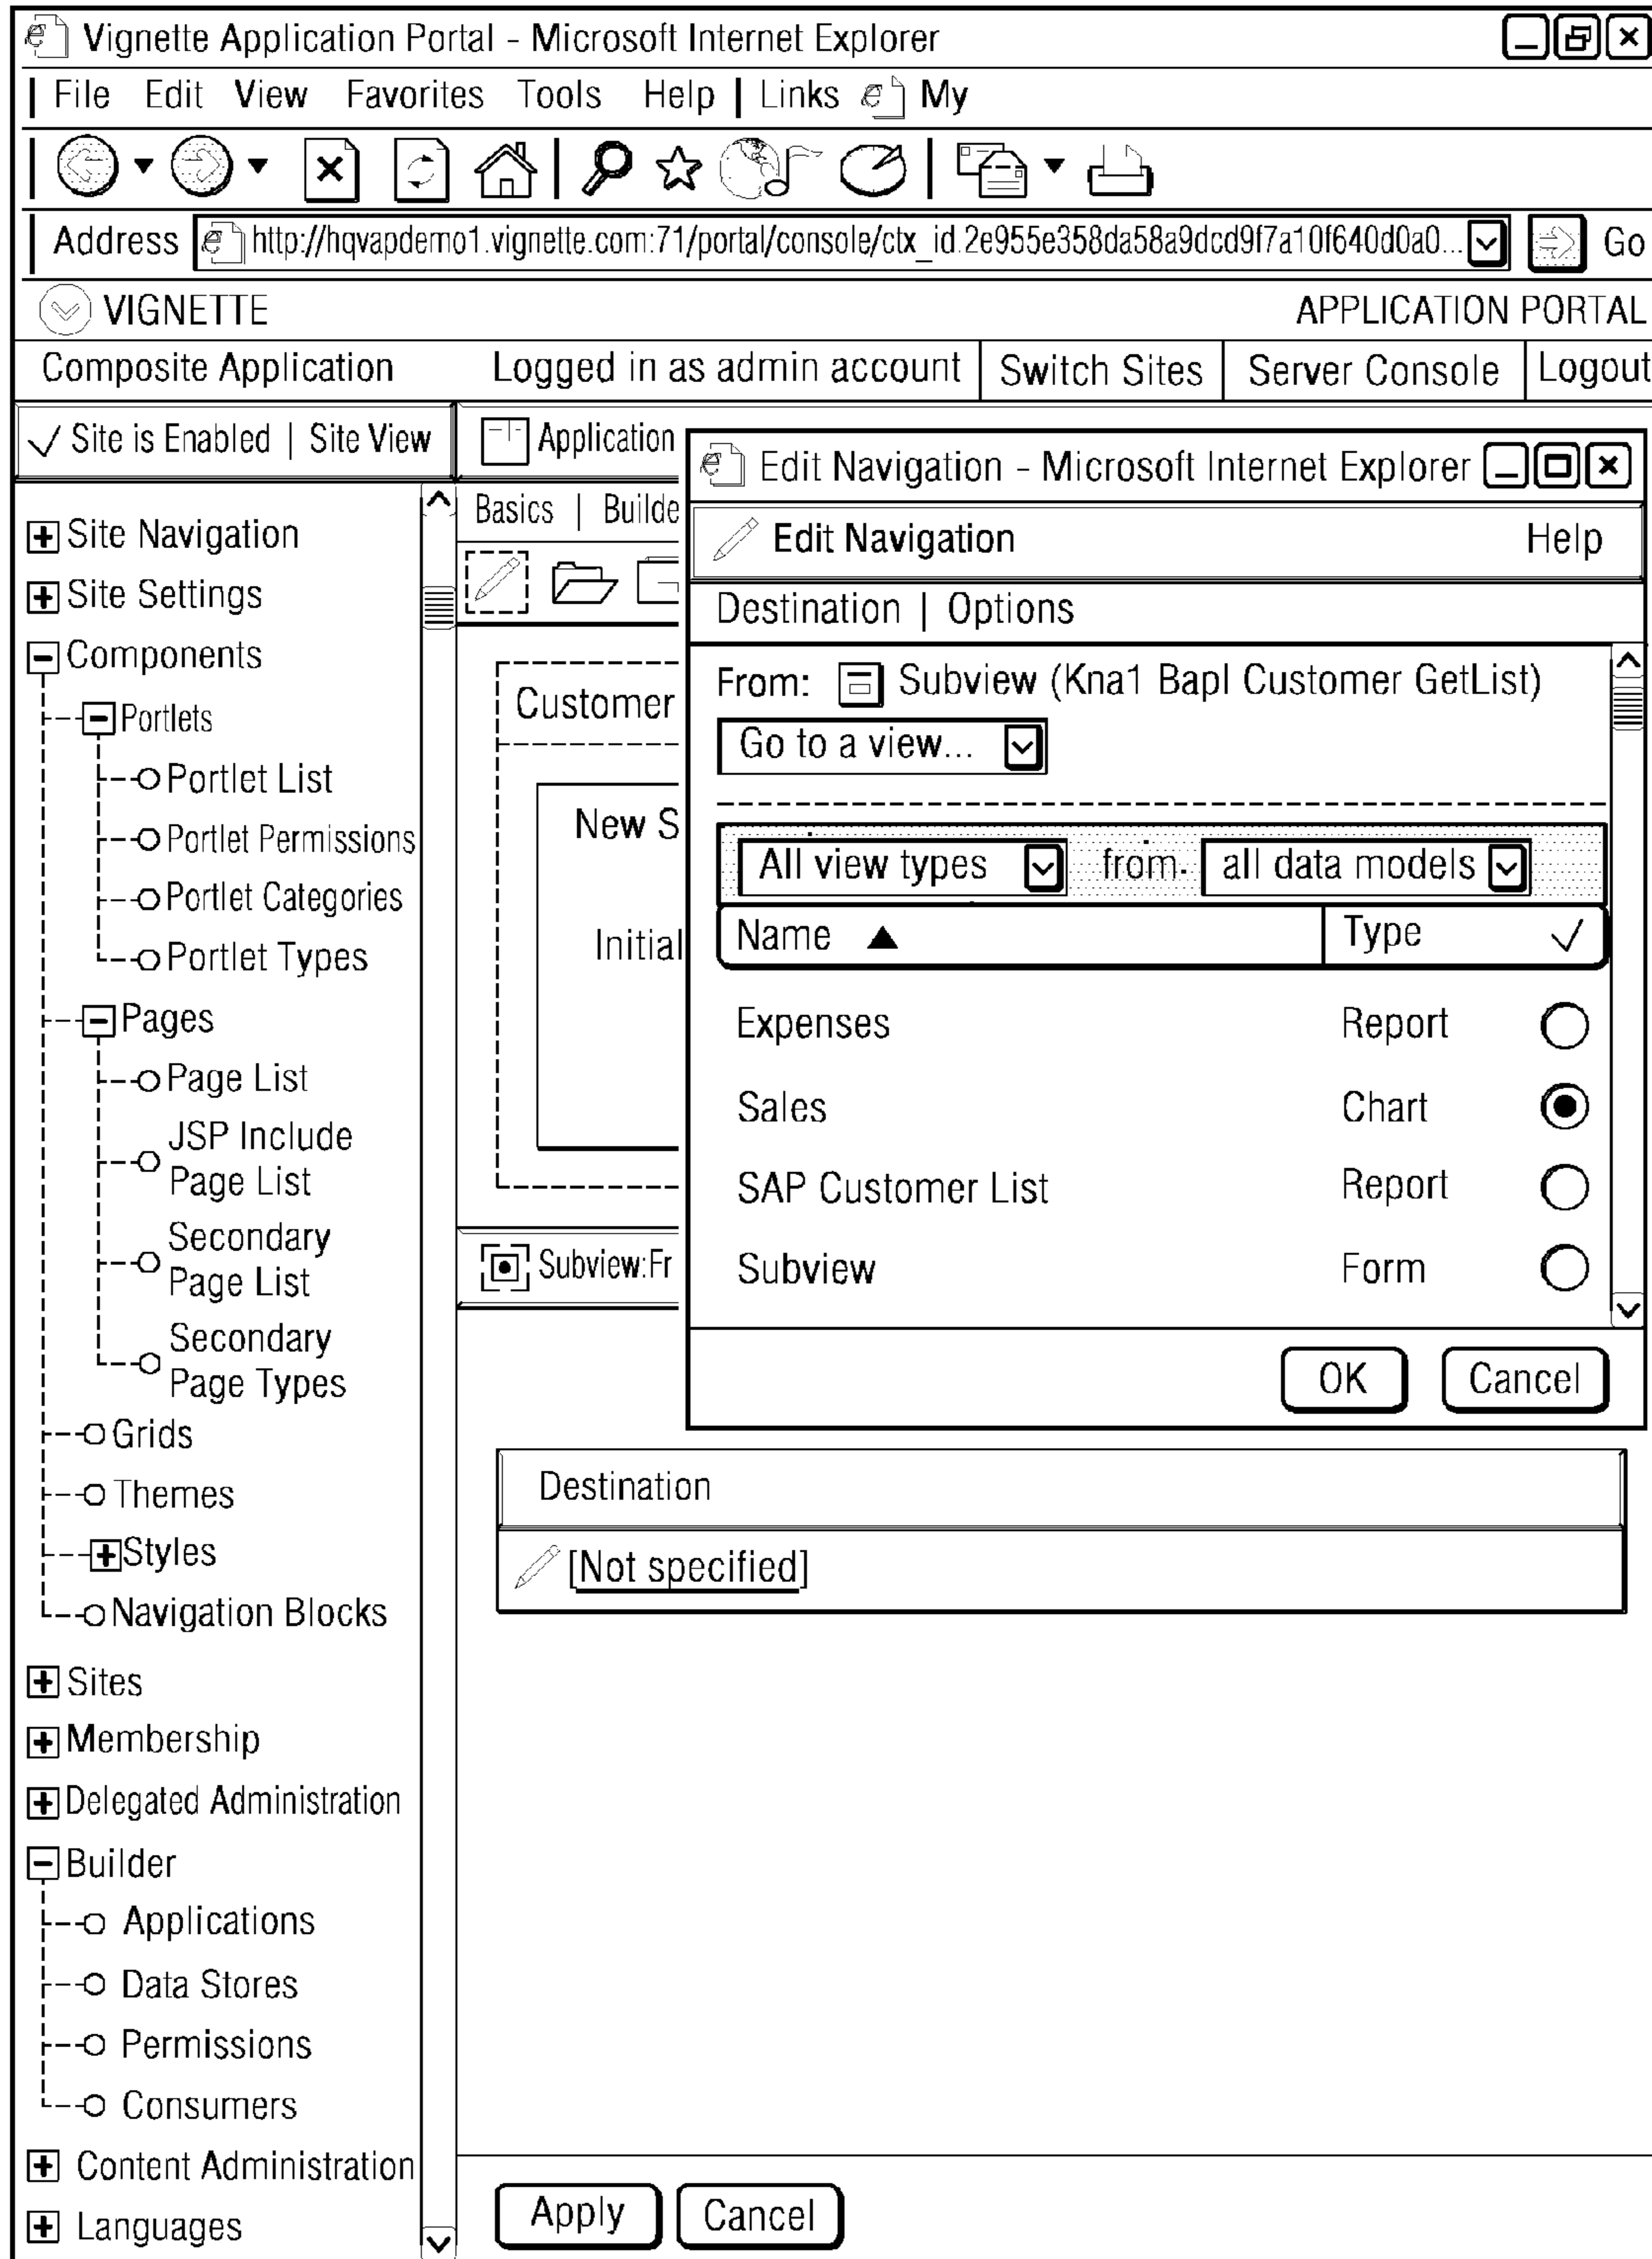 Vignette Application Portal - Microsoft Internet Explorer
File Edit View Favorites Tools Help | Links My
Address http://hqvapdemo1.vignette.com:71/portal/console/ctx_id.2e955e358da58a9dcd9f7a10f640d0a0... Go
VIGNETTE APPLICATION PORTAL
Composite Application Logged in as admin account Switch Sites Server Console Logout
Site is Enabled | Site View
Site Navigation
Site Settings
Components
Portlets
Portlet List
Portlet Permissions
Portlet Categories
Portlet Types
Pages
Page List
JSP Include
Page List
Secondary
Page List
Secondary
Page Types
Grids
Themes
Styles
Navigation Blocks
Sites
Membership
Delegated Administration
Builder
Applications
Data Stores
Permissions
Consumers
Content Administration
Languages
Application
Basics | Builde
Customer
New S
Initial
Subview:Fr
Edit Navigation - Microsoft Internet Explorer
Edit Navigation Help
Destination | Options
From: Subview (Kna1 Bapl Customer GetList)
Go to a view...
All view types from. all data models
Name Type
Expenses Report
Sales Chart
SAP Customer List Report
Subview Form
OK Cancel
Destination
[Not specified]
Apply Cancel